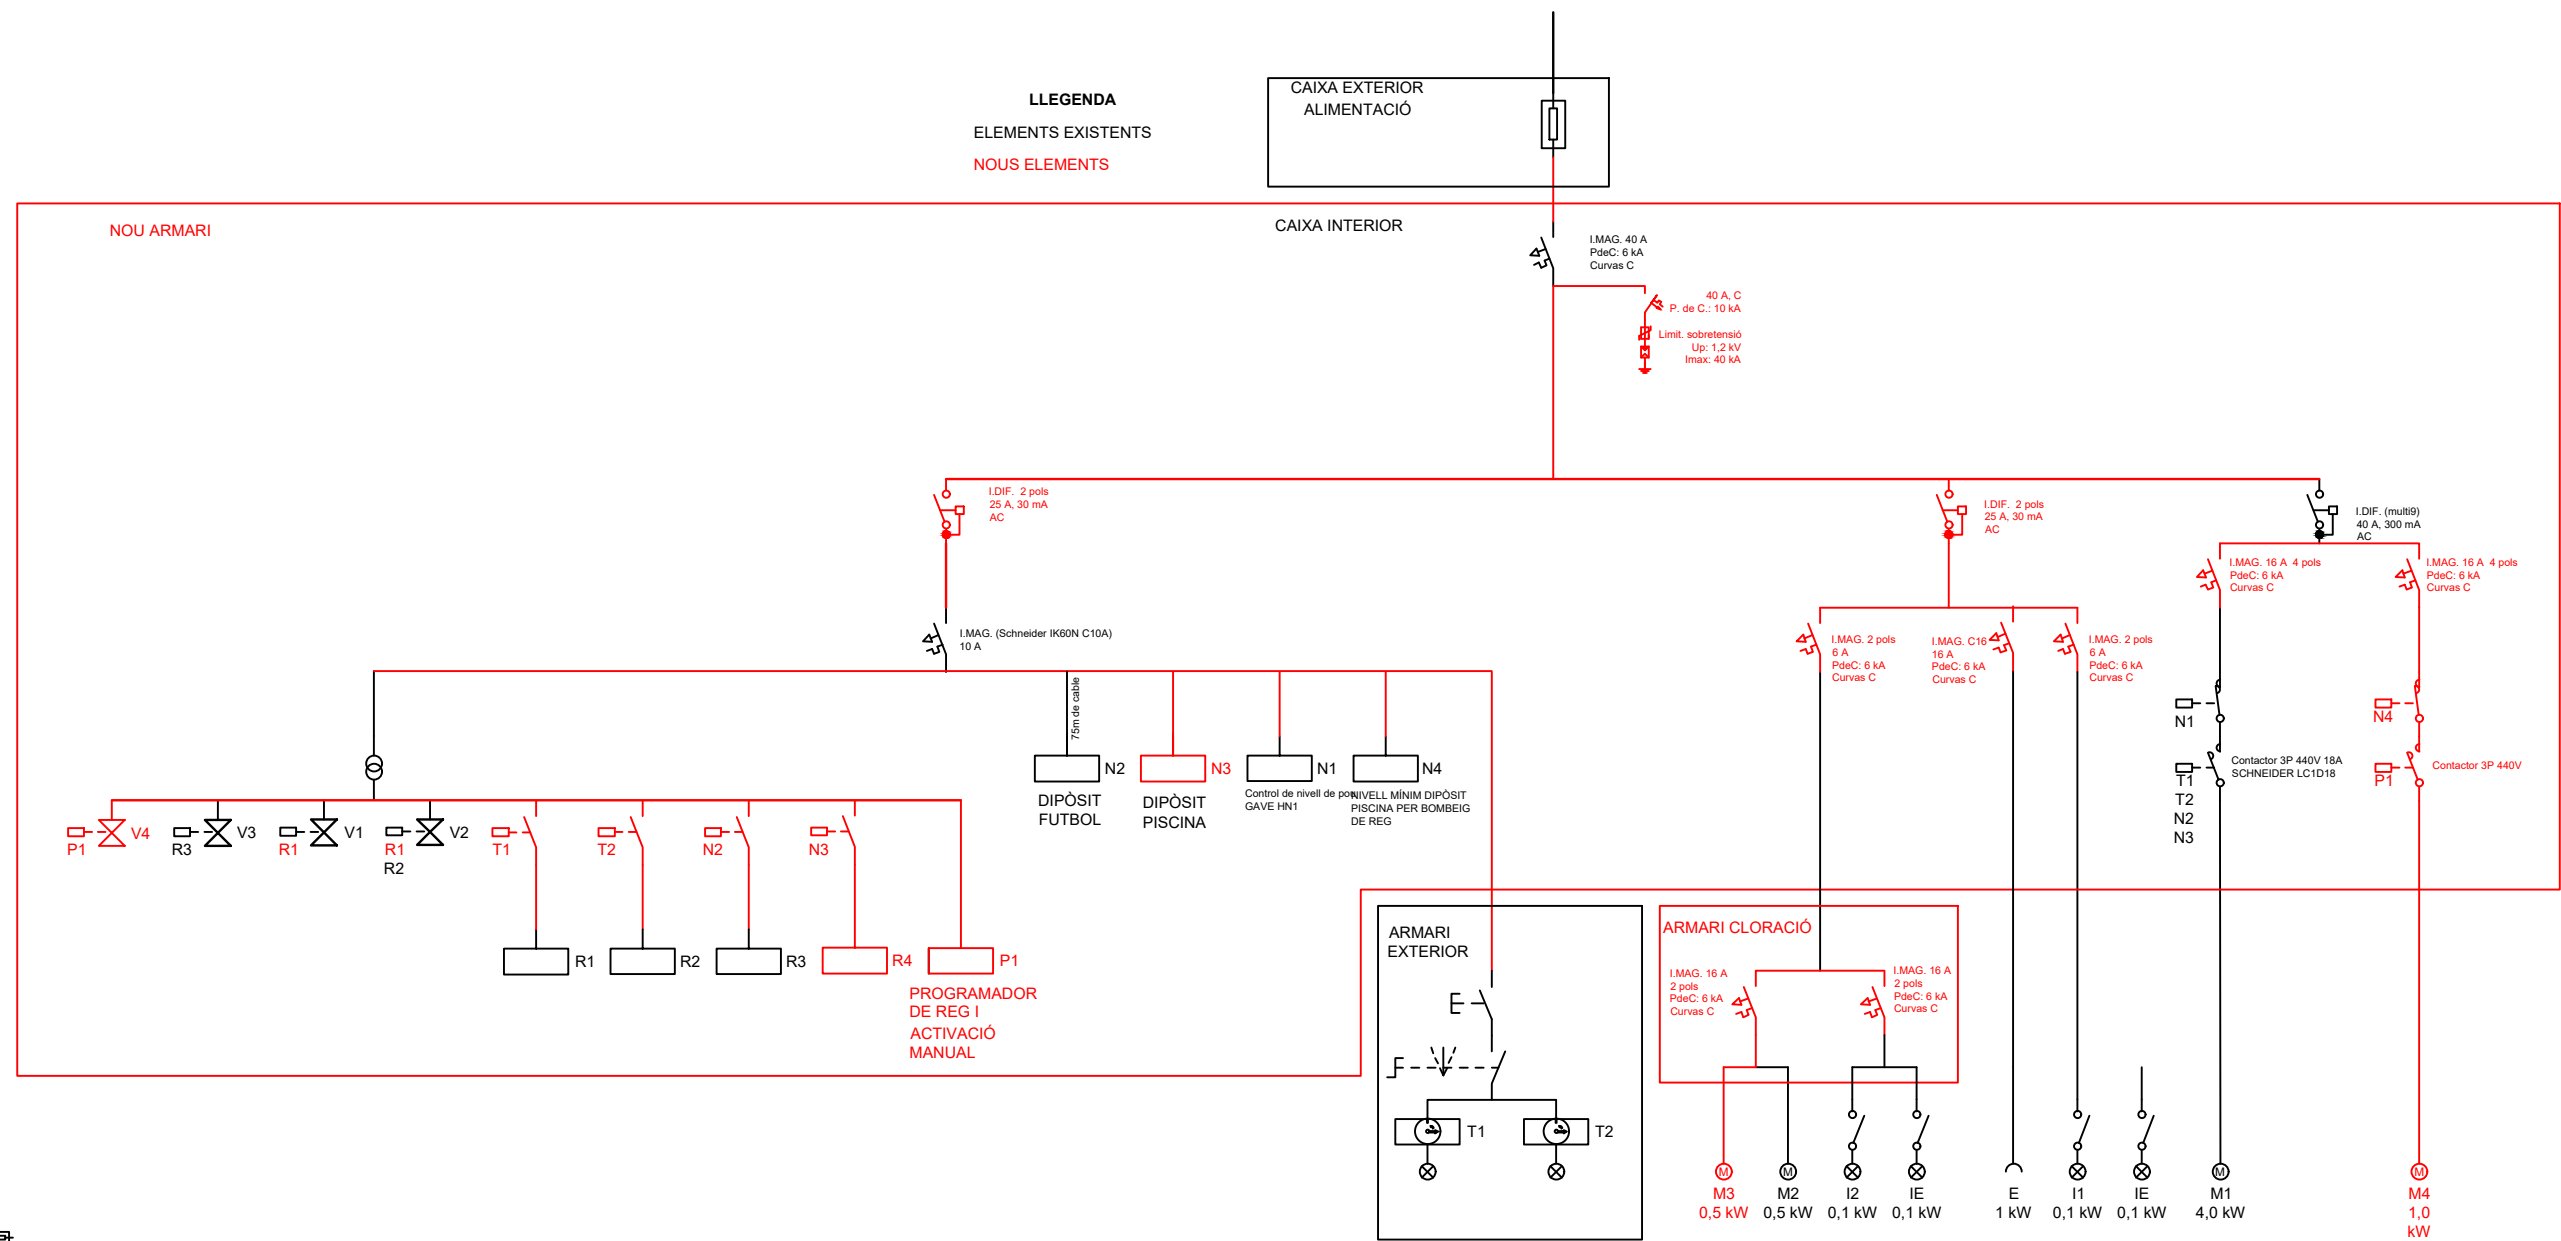 LLEGENDA
ELEMENTS EXISTENTS
NOUS ELEMENTS
CAIXA EXTERIOR
ALIMENTACIÓ
NOU ARMARI
CAIXA INTERIOR
I.MAG. 40 A
PdeC: 6 kA
Curvas C
40 A, C
P. de C.: 10 kA
Limit. sobretensió
Up: 1,2 kV
Imax: 40 kA
I.DIF. 2 pols
25 A, 30 mA
AC
I.DIF. 2 pols
25 A, 30 mA
AC
I.DIF. (multi9)
40 A, 300 mA
AC
I.MAG. 16 A 4 pols
PdeC: 6 kA
Curvas C
I.MAG. 16 A 4 pols
PdeC: 6 kA
Curvas C
I.MAG. (Schneider IK60N C10A)
10 A
I.MAG. 2 pols
6 A
PdeC: 6 kA
Curvas C
I.MAG. C16
16 A
PdeC: 6 kA
Curvas C
I.MAG. 2 pols
6 A
PdeC: 6 kA
Curvas C
75m de cable
N1
N4
N2
DIPÒSIT
FUTBOL
N3
DIPÒSIT
PISCINA
N1
Control de nivell de pou
GAVE HN1
N4
NIVELL MÍNIM DIPÒSIT
PISCINA PER BOMBEIG
DE REG
T1
T2
N2
N3
Contactor 3P 440V 18A
SCHNEIDER LC1D18
P1
Contactor 3P 440V
V4
P1
V3
R3
V1
R1
V2
R1
R2
T1
T2
N2
N3
R1
R2
R3
R4
P1
PROGRAMADOR
DE REG I
ACTIVACIÓ
MANUAL
ARMARI
EXTERIOR
T1
T2
ARMARI CLORACIÓ
I.MAG. 16 A
2 pols
PdeC: 6 kA
Curvas C
I.MAG. 16 A
2 pols
PdeC: 6 kA
Curvas C
M
M3
0,5 kW
M
M2
0,5 kW
I2
0,1 kW
IE
0,1 kW
E
1 kW
I1
0,1 kW
IE
0,1 kW
M
M1
4,0 kW
M
M4
1,0
kW